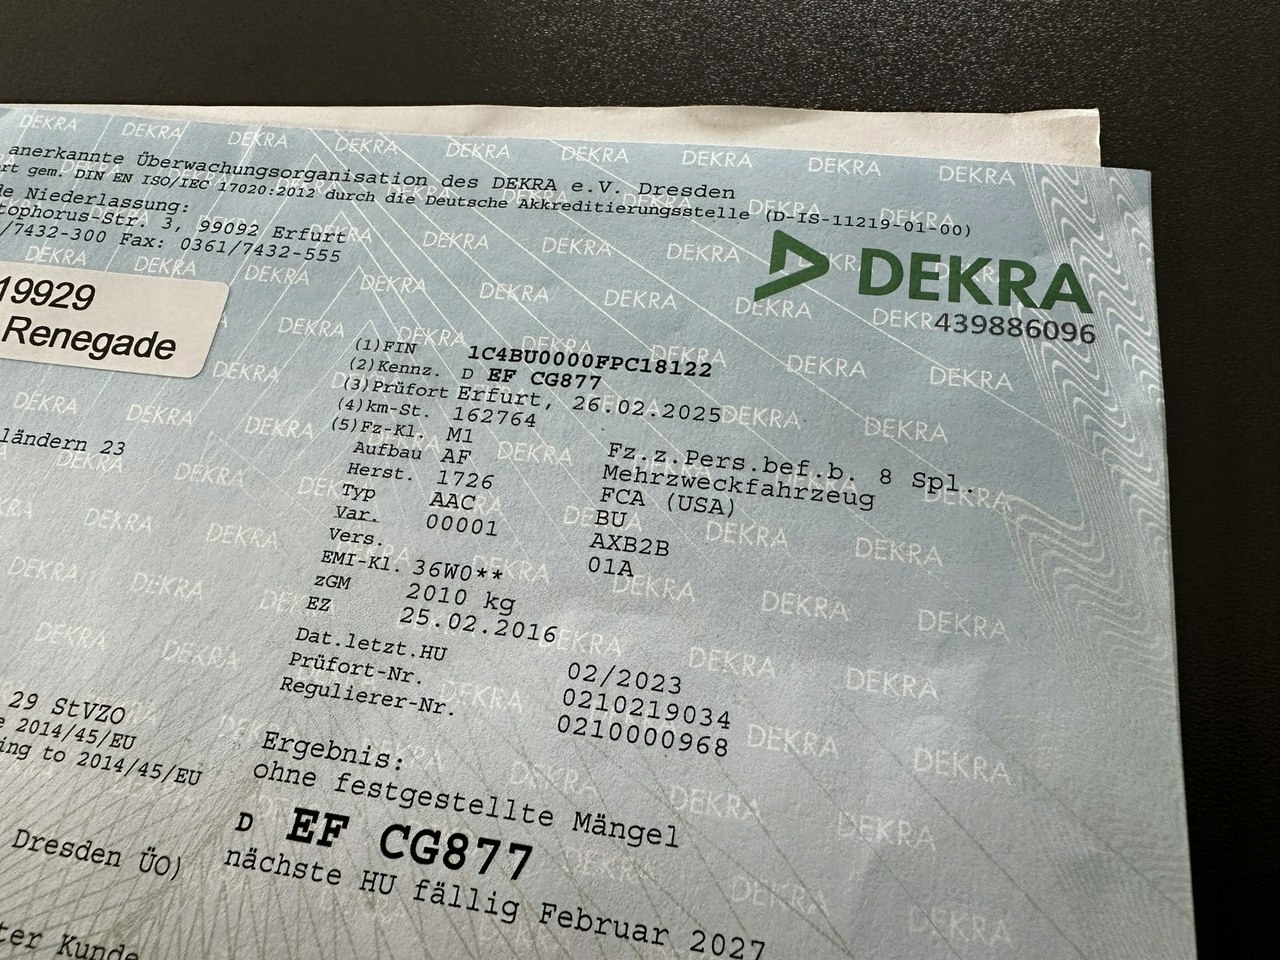 anerkannte Überwachungsorganisation des DEKRA e.V. Dresden
rt gem. DIN EN ISO/IEC 17020:2012 durch die Deutsche Akkreditierungsstelle (D-IS-11219-01-00)
de Niederlassung:
tophorus-Str. 3, 99092 Erfurt
/7432-300 Fax: 0361/7432-555
DEKRA
439886096
19929
Renegade
(1)FIN 1C4BU0000FPC18122
(2)Kennz. D EF CG877
(3)Prüfort Erfurt, 26.02.2025
(4)km-St. 162764
(5)Fz-Kl. M1 Fz.z.Pers.bef.b. 8 Spl.
Aufbau AF Mehrzweckfahrzeug
Herst. 1726 FCA (USA)
Typ AAC BU
Var. 00001 AXB2B
Vers. 01A
EMI-Kl. 36W0**
zGM 2010 kg
EZ 25.02.2016
Dat.letzt.HU 02/2023
Prüfort-Nr. 0210219034
Regulierer-Nr. 0210000968
ländern 23
29 StVZO
e 2014/45/EU
ing to 2014/45/EU
Ergebnis:
ohne festgestellte Mängel
D EF CG877
nächste HU fällig Februar 2027
Dresden ÜO)
ter Kunde